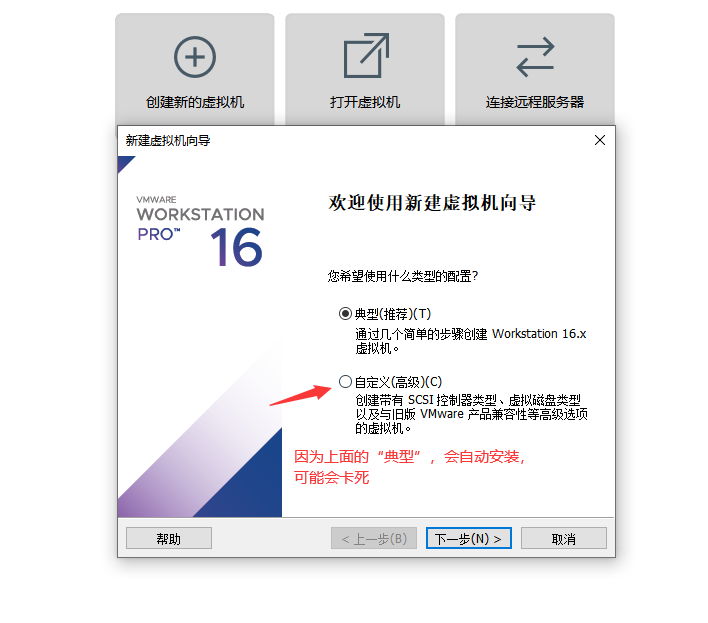 创建新的虚拟机
打开虚拟机
连接远程服务器
新建虚拟机向导
VMWARE
WORKSTATION
PRO™ 16
欢迎使用新建虚拟机向导
您希望使用什么类型的配置?
典型(推荐)(T)
通过几个简单的步骤创建 Workstation 16.x
虚拟机。
自定义(高级)(C)
创建带有 SCSI 控制器类型、虚拟磁盘类型
以及与旧版 VMware 产品兼容性等高级选项
的虚拟机。
因为上面的“典型”，会自动安装，
可能会卡死
帮助
< 上一步(B)
下一步(N) >
取消